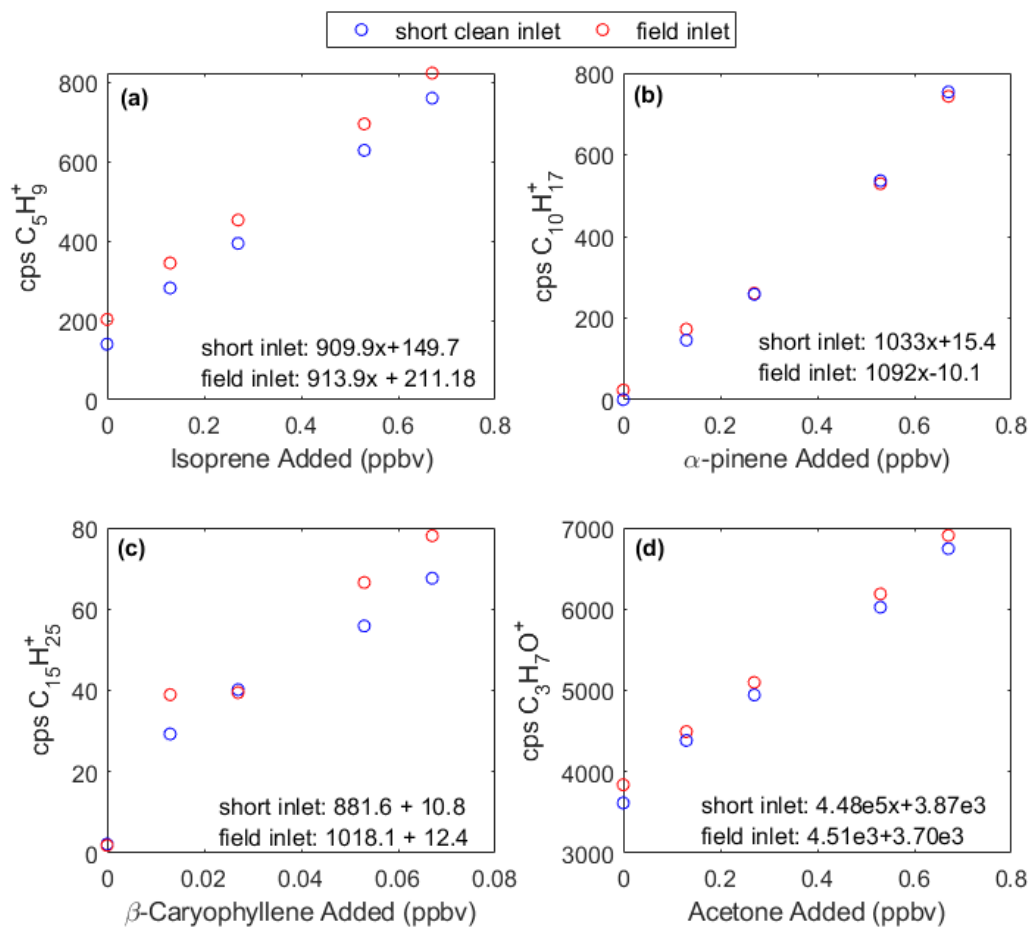 short clean inlet field inlet
(a)
800
600
400
200
0
cps C5H9+
short inlet: 909.9x+149.7
field inlet: 913.9x + 211.18
0 0.2 0.4 0.6 0.8
Isoprene Added (ppbv)
(b)
800
600
400
200
0
cps C10H17+
short inlet: 1033x+15.4
field inlet: 1092x-10.1
0 0.2 0.4 0.6 0.8
α-pinene Added (ppbv)
(c)
80
60
40
20
0
cps C15H25+
short inlet: 881.6 + 10.8
field inlet: 1018.1 + 12.4
0 0.02 0.04 0.06 0.08
β-Caryophyllene Added (ppbv)
(d)
7000
6000
5000
4000
3000
cps C3H7O+
short inlet: 4.48e5x+3.87e3
field inlet: 4.51e3+3.70e3
0 0.2 0.4 0.6 0.8
Acetone Added (ppbv)